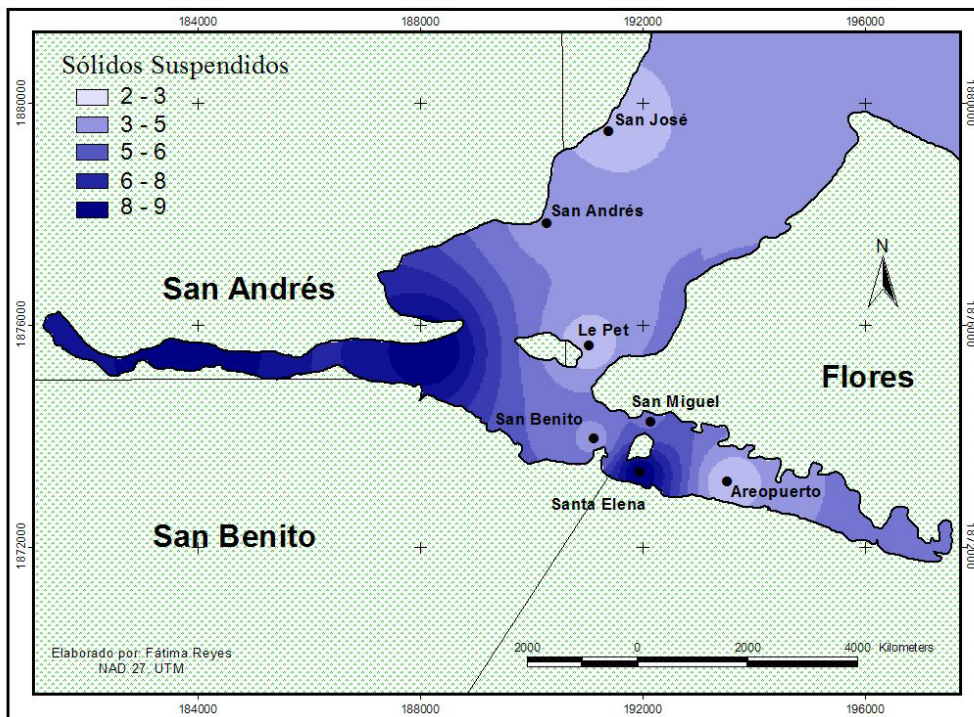 184000 188000 192000 196000
Sólidos Suspendidos
2 - 3
3 - 5
5 - 6
6 - 8
8 - 9
1880000
San José
San Andrés
N
San Andrés
1876000
Le Pet
Flores
San Miguel
San Benito
Areopuerto
Santa Elena
San Benito
1872000
1872000
Elaborado por: Fátima Reyes
NAD 27, UTM
2000 0 2000 4000 Kilometers
184000 188000 192000 196000